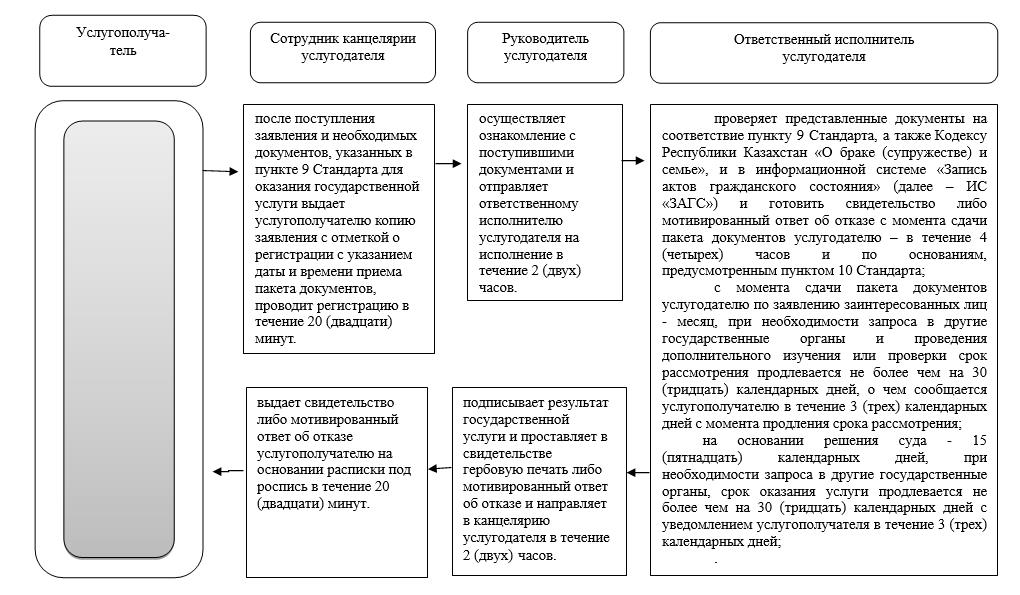 Услугополуча-
тель
Сотрудник канцелярии
услугодателя
Руководитель
услугодателя
Ответственный исполнитель
услугодателя
после поступления
заявления и необходимых
документов, указанных в
пункте 9 Стандарта для
оказания государственной
услуги выдает
услугополучателю копию
заявления с отметкой о
регистрации с указанием
даты и времени приема
пакета документов,
проводит регистрацию в
течение 20 (двадцати)
минут.
осуществляет
ознакомление с
поступившими
документами и
отправляет
ответственному
исполнителю
услугодателя на
исполнение в
течение 2 (двух)
часов.
проверяет представленные документы на
соответствие пункту 9 Стандарта, а также Кодексу
Республики Казахстан «О браке (супружестве) и
семье», и в информационной системе «Запись
актов гражданского состояния» (далее – ИС
«ЗАГС») и готовить свидетельство либо
мотивированный ответ об отказе с момента сдачи
пакета документов услугодателю – в течение 4
(четырех) часов и по основаниям,
предусмотренным пунктом 10 Стандарта;
с момента сдачи пакета документов
услугодателю по заявлению заинтересованных лиц
- месяц, при необходимости запроса в другие
государственные органы и проведения
дополнительного изучения или проверки срок
рассмотрения продлевается не более чем на 30
(тридцать) календарных дней, о чем сообщается
услугополучателю в течение 3 (трех) календарных
дней с момента продления срока рассмотрения;
на основании решения суда - 15
(пятнадцать) календарных дней, при
необходимости запроса в другие государственные
органы, срок оказания услуги продлевается не
более чем на 30 (тридцать) календарных дней с
уведомлением услугополучателя в течение 3 (трех)
календарных дней;
.
подписывает результат
государственной
услуги и проставляет в
свидетельстве
гербовую печать либо
мотивированный ответ
об отказе и направляет
в канцелярию
услугодателя в течение
2 (двух) часов.
выдает свидетельство
либо мотивированный
ответ об отказе
услугополучателю на
основании расписки под
роспись в течение 20
(двадцати) минут.